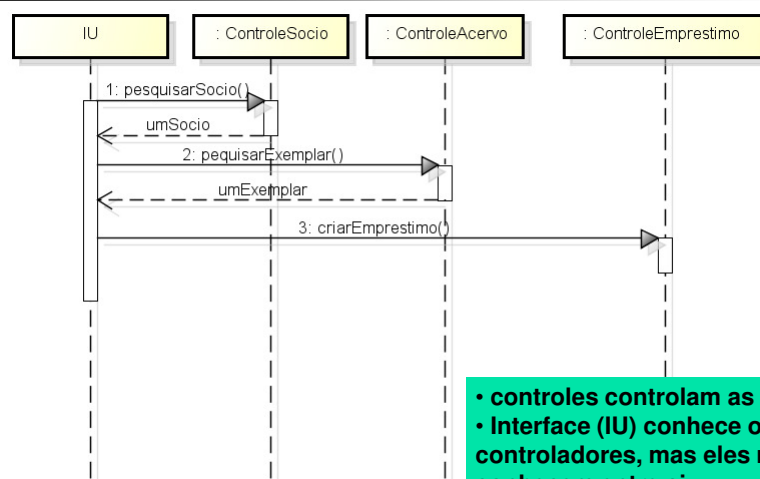 IU
: ControleSocio
: ControleAcervo
: ControleEmprestimo
1: pesquisarSocio()
umSocio
2: pequisarExemplar()
umExemplar
3: criarEmprestimo()
• controles controlam as
• Interface (IU) conhece o
controladores, mas eles